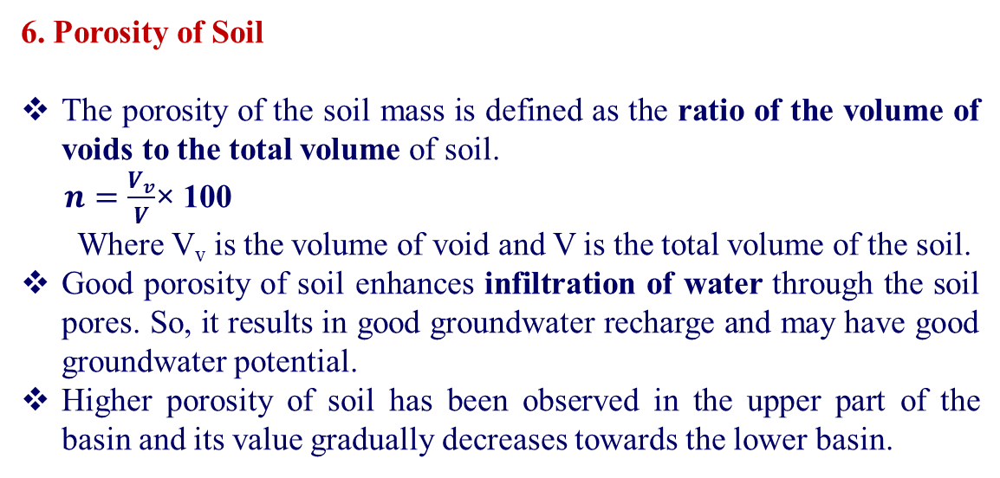 6. Porosity of Soil
❖ The porosity of the soil mass is defined as the ratio of the volume of
voids to the total volume of soil.
n = V_v/V × 100
Where V_v is the volume of void and V is the total volume of the soil.
❖ Good porosity of soil enhances infiltration of water through the soil
pores. So, it results in good groundwater recharge and may have good
groundwater potential.
❖ Higher porosity of soil has been observed in the upper part of the
basin and its value gradually decreases towards the lower basin.